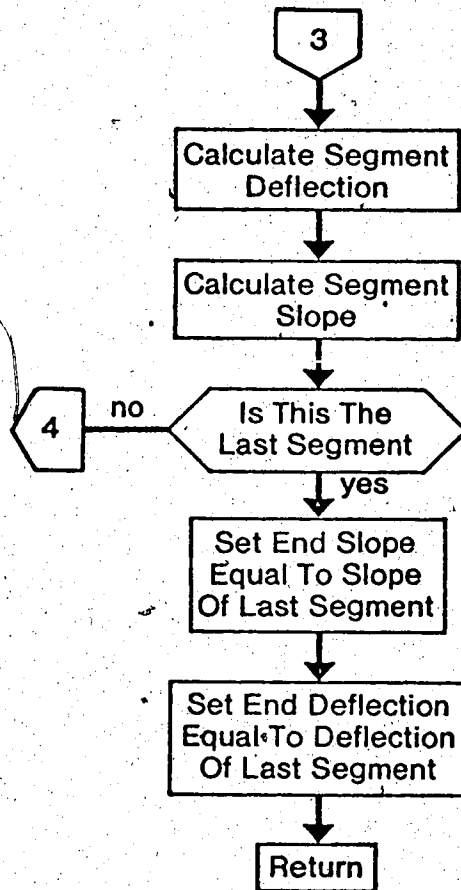 3
Calculate Segment
Deflection
Calculate Segment
Slope
4
no
Is This The
Last Segment
yes
Set End Slope
Equal To Slope
Of Last Segment
Set End Deflection
Equal To Deflection
Of Last Segment
Return